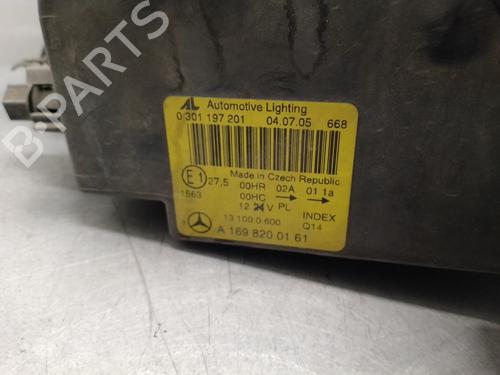 B-PARTS
AL Automotive Lighting
0 301 197 201 04.07.05 668
Made in Czech Republic
E1 27,5 00HR 02A 01 1a
1563 00HC → →
12 24 V PL INDEX
13 100 0.600 Q14
A 169 820 01 61